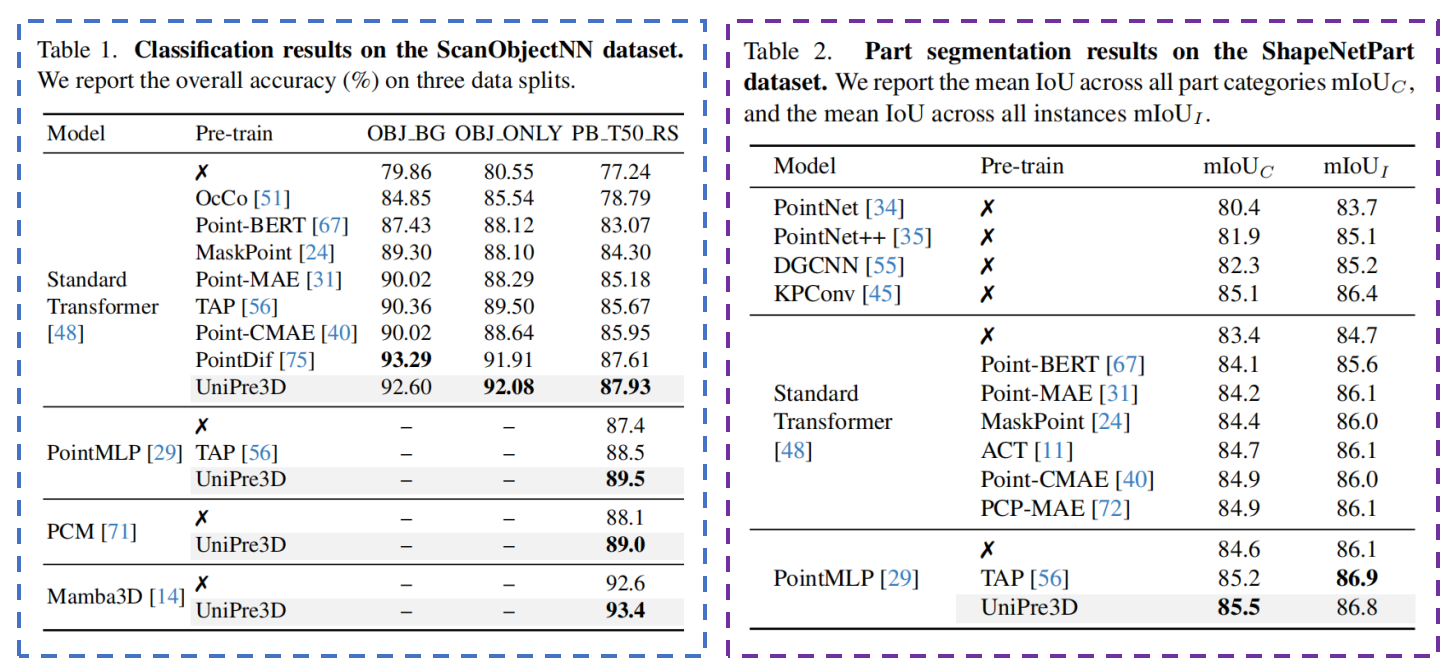 Table 1. Classification results on the ScanObjectNN dataset.
We report the overall accuracy (%) on three data splits.
Model Pre-train OBJ_BG OBJ_ONLY PB_T50_RS
✗ 79.86 80.55 77.24
OcCo [51] 84.85 85.54 78.79
Point-BERT [67] 87.43 88.12 83.07
MaskPoint [24] 89.30 88.10 84.30
Standard Point-MAE [31] 90.02 88.29 85.18
Transformer TAP [56] 90.36 89.50 85.67
[48] Point-CMAE [40] 90.02 88.64 85.95
PointDif [75] 93.29 91.91 87.61
UniPre3D 92.60 92.08 87.93
✗ – – 87.4
PointMLP [29] TAP [56] – – 88.5
UniPre3D – – 89.5
✗ – – 88.1
PCM [71]
UniPre3D – – 89.0
✗ – – 92.6
Mamba3D [14]
UniPre3D – – 93.4
Table 2. Part segmentation results on the ShapeNetPart
dataset. We report the mean IoU across all part categories mIoU_C,
and the mean IoU across all instances mIoU_I.
Model Pre-train mIoU_C mIoU_I
PointNet [34] ✗ 80.4 83.7
PointNet++ [35] ✗ 81.9 85.1
DGCNN [55] ✗ 82.3 85.2
KPConv [45] ✗ 85.1 86.4
✗ 83.4 84.7
Point-BERT [67] 84.1 85.6
Standard Point-MAE [31] 84.2 86.1
Transformer MaskPoint [24] 84.4 86.0
[48] ACT [11] 84.7 86.1
Point-CMAE [40] 84.9 86.0
PCP-MAE [72] 84.9 86.1
✗ 84.6 86.1
PointMLP [29] TAP [56] 85.2 86.9
UniPre3D 85.5 86.8